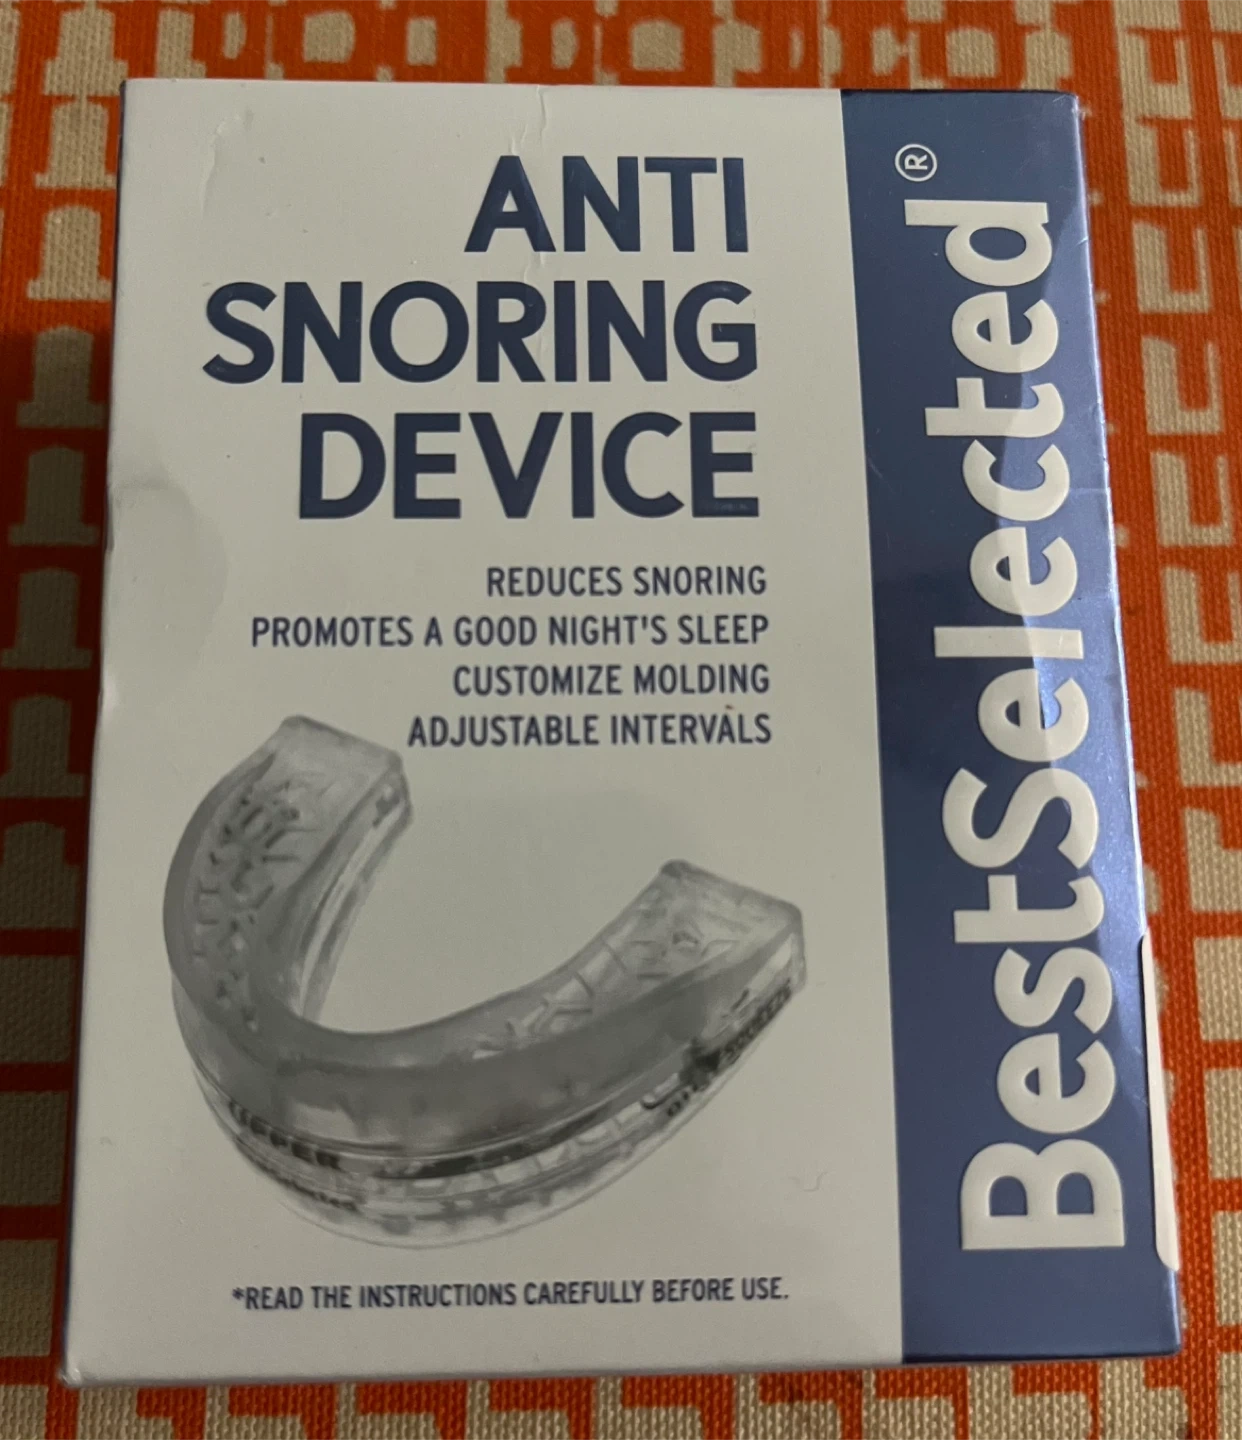 ANTI
SNORING
DEVICE
REDUCES SNORING
PROMOTES A GOOD NIGHT'S SLEEP
CUSTOMIZE MOLDING
ADJUSTABLE INTERVALS
UPPER
*READ THE INSTRUCTIONS CAREFULLY BEFORE USE.
BestSelected®